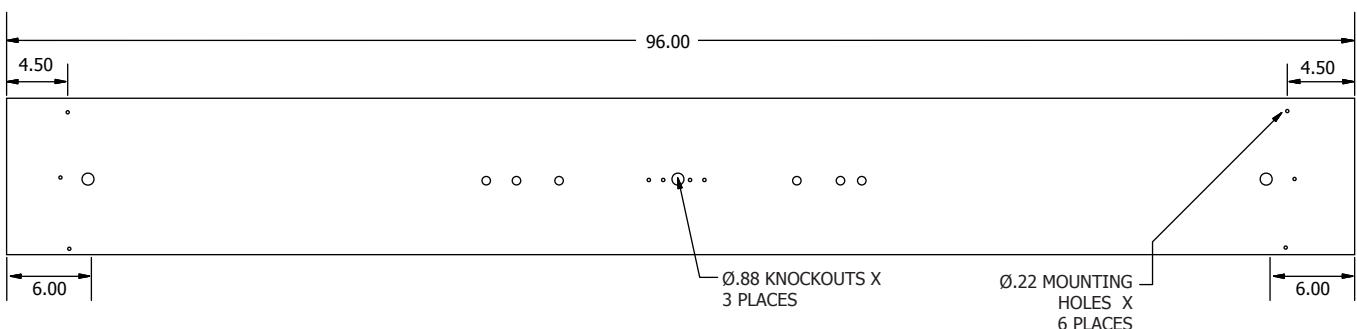 96.00
4.50
4.50
6.00
Ø.88 KNOCKOUTS X
3 PLACES
Ø.22 MOUNTING
HOLES X
6 PLACES
6.00